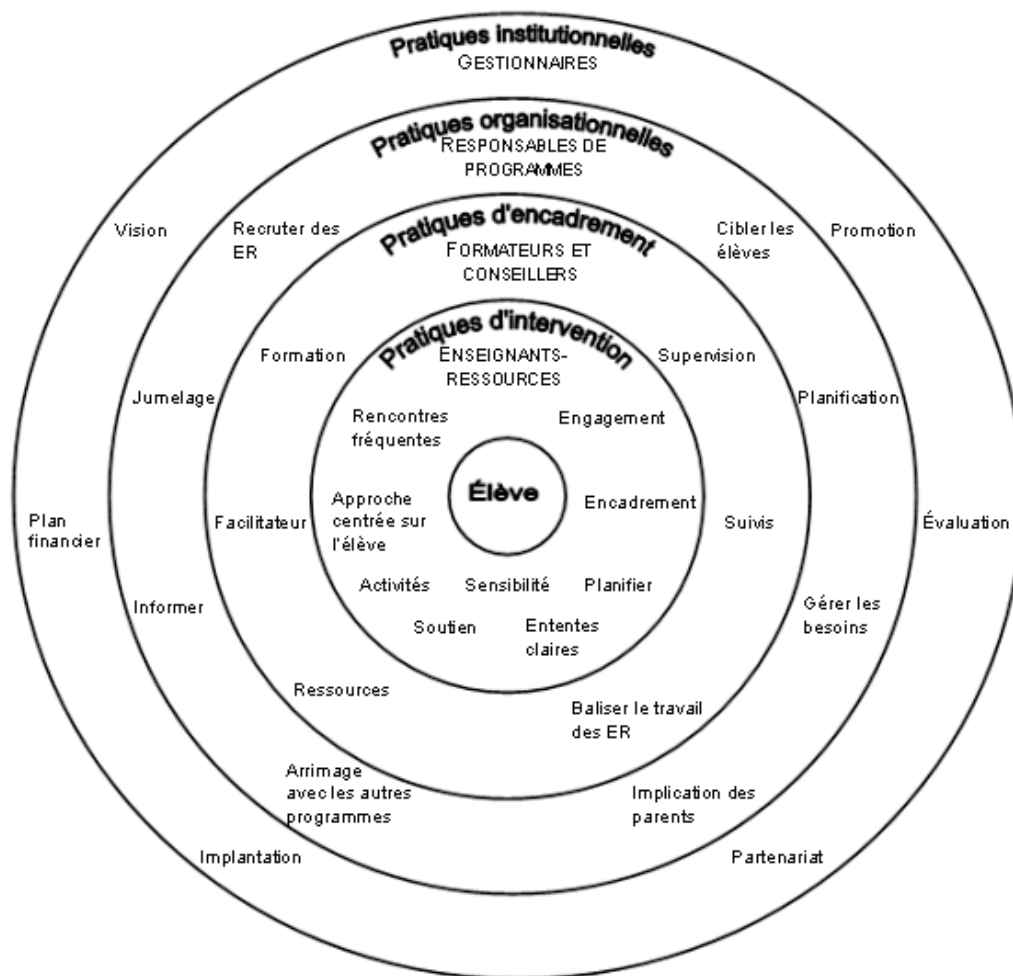 Pratiques institutionnelles
GESTIONNAIRES
Pratiques organisationnelles
RESPONSABLES DE
PROGRAMMES
Vision
Recruter des
ER
Pratiques d'encadrement
FORMATEURS ET
CONSEILLERS
Cibler les
élèves
Promotion
Formation
Pratiques d'intervention
ENSEIGNANTS-
RESSOURCES
Supervision
Jumelage
Rencontres
fréquentes
Engagement
Planification
Élève
Plan
financier
Facilitateur
Approche
centrée sur
l'élève
Encadrement
Suivis
Évaluation
Informer
Activités
Sensibilité
Planifier
Gérer les
besoins
Soutien
Ententes
claires
Ressources
Baliser le travail
des ER
Arrimage
avec les autres
programmes
Implication des
parents
Implantation
Partenariat